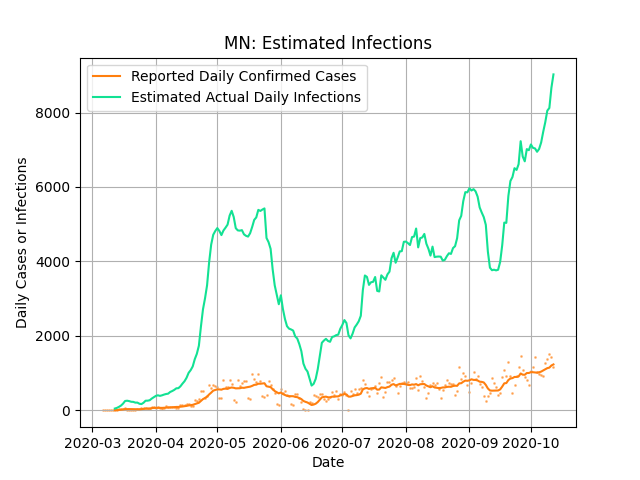 MN: Estimated Infections
Reported Daily Confirmed Cases
Estimated Actual Daily Infections
Daily Cases or Infections
8000
6000
4000
2000
0
2020-03 2020-04 2020-05 2020-06 2020-07 2020-08 2020-09 2020-10
Date